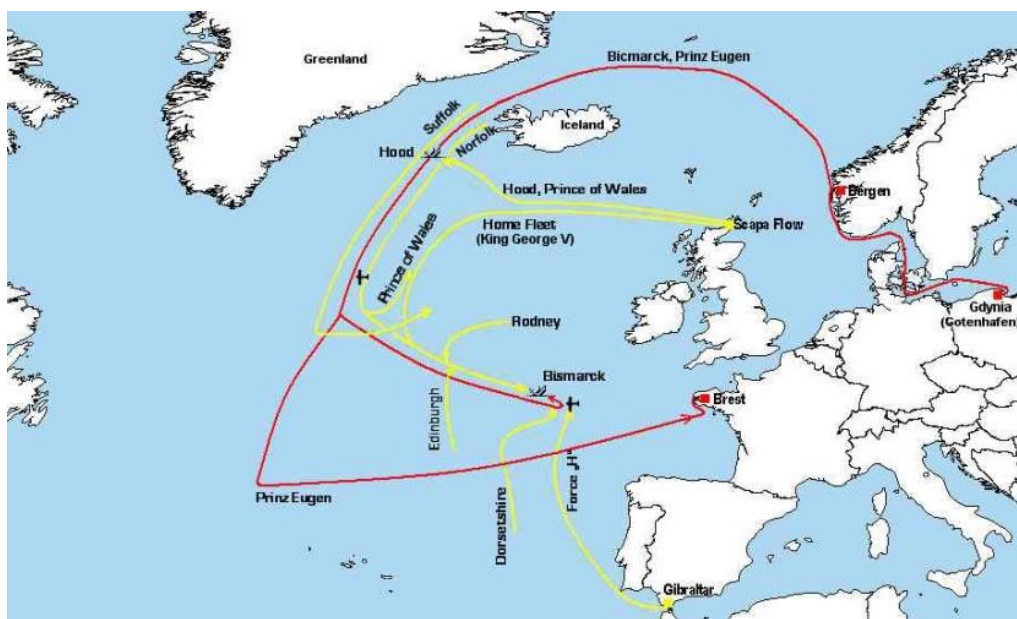 Greenland
Bicmarck, Prinz Eugen
Suffolk
Iceland
Norfolk
Hood
Hood, Prince of Wales
Bergen
Home Fleet
(King George V)
Scapa Flow
Prince of Wales
Gdynia
(Gotenhafen)
Rodney
Bismarck
Brest
Edinburgh
Prinz Eugen
Force „H"
Dorsetshire
Gibraltar